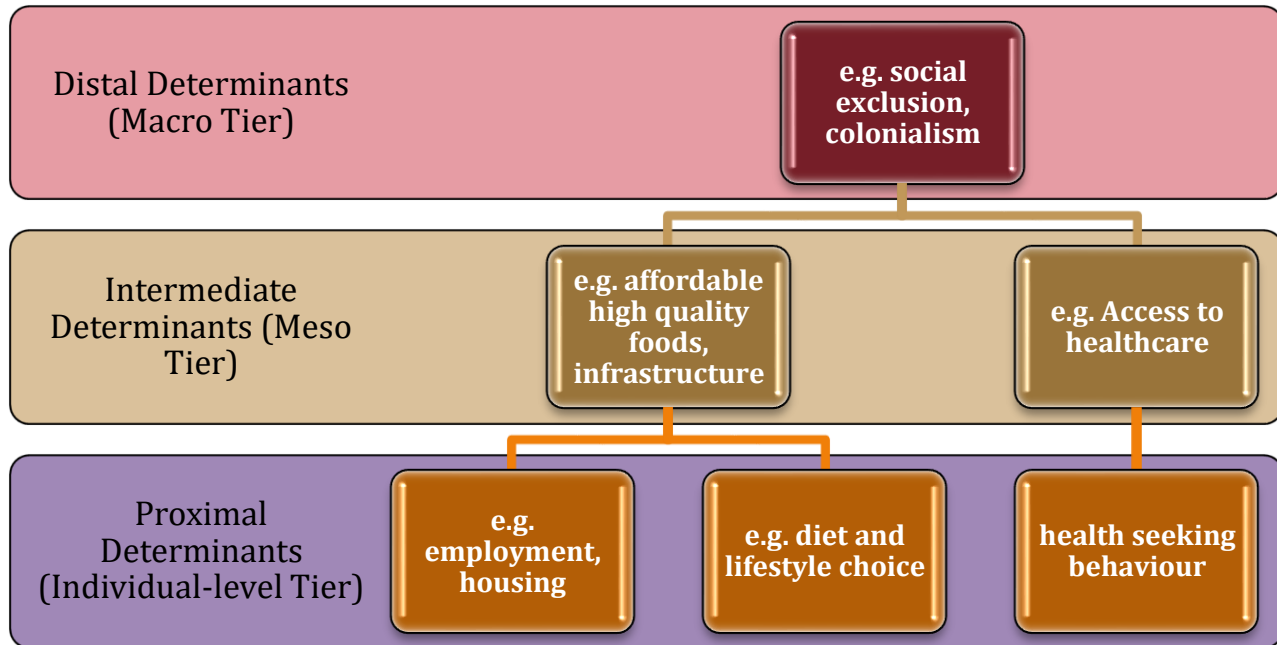 Distal Determinants
(Macro Tier)
e.g. social
exclusion,
colonialism
Intermediate
Determinants (Meso
Tier)
e.g. affordable
high quality
foods,
infrastructure
e.g. Access to
healthcare
Proximal
Determinants
(Individual-level Tier)
e.g.
employment,
housing
e.g. diet and
lifestyle choice
health seeking
behaviour